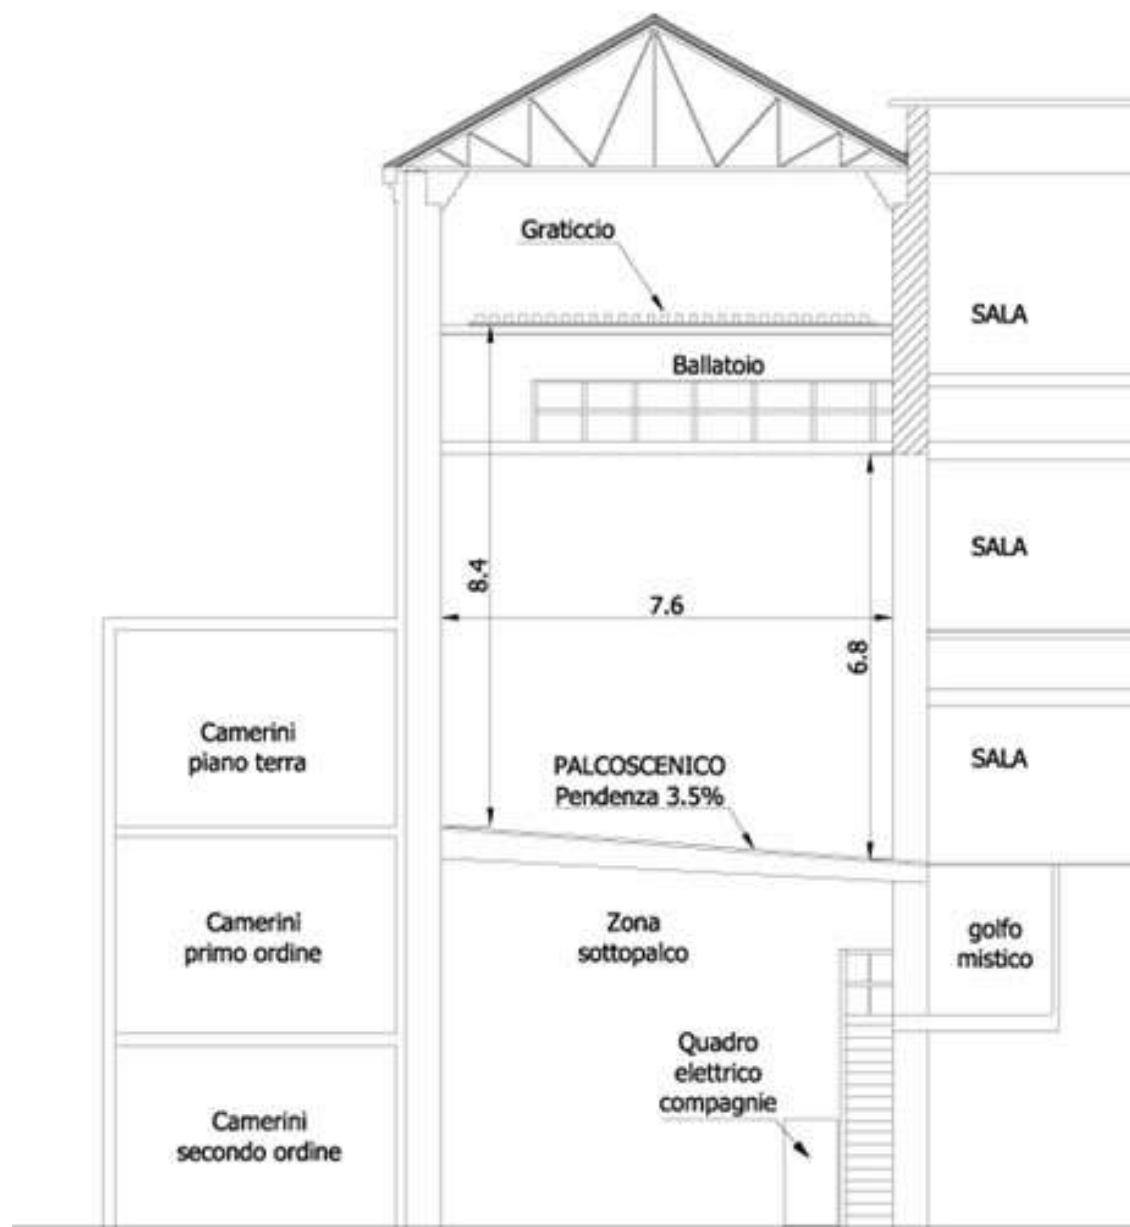 Graticcio
SALA
Ballatoio
SALA
8.4
7.6
6.8
Camerini
piano terra
PALCOSCENICO
Pendenza 3.5%
SALA
Camerini
primo ordine
Zona
sottopalco
golfo
mistico
Quadro
elettrico
compagnie
Camerini
secondo ordine